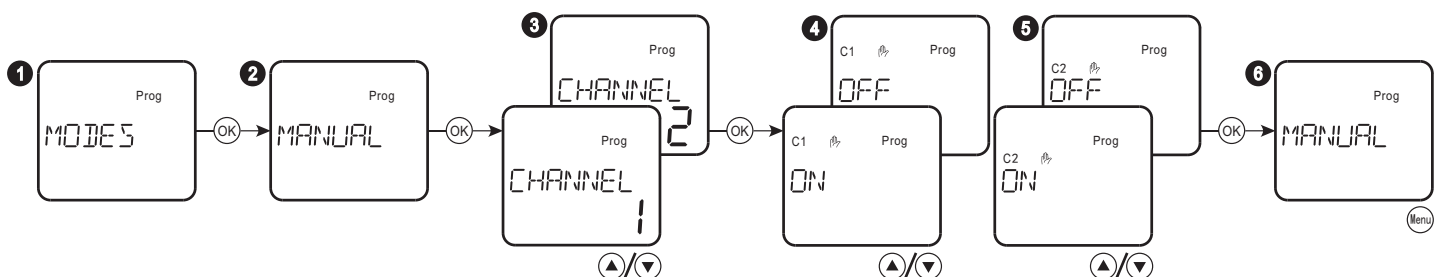 1
Prog
MODES
OK
2
Prog
MANUAL
OK
3
Prog
CHANNEL
2
Prog
CHANNEL
1
OK
4
C1 Prog
OFF
C1 Prog
ON
5
C2 Prog
OFF
C2 Prog
ON
OK
6
Prog
MANUAL
Menu